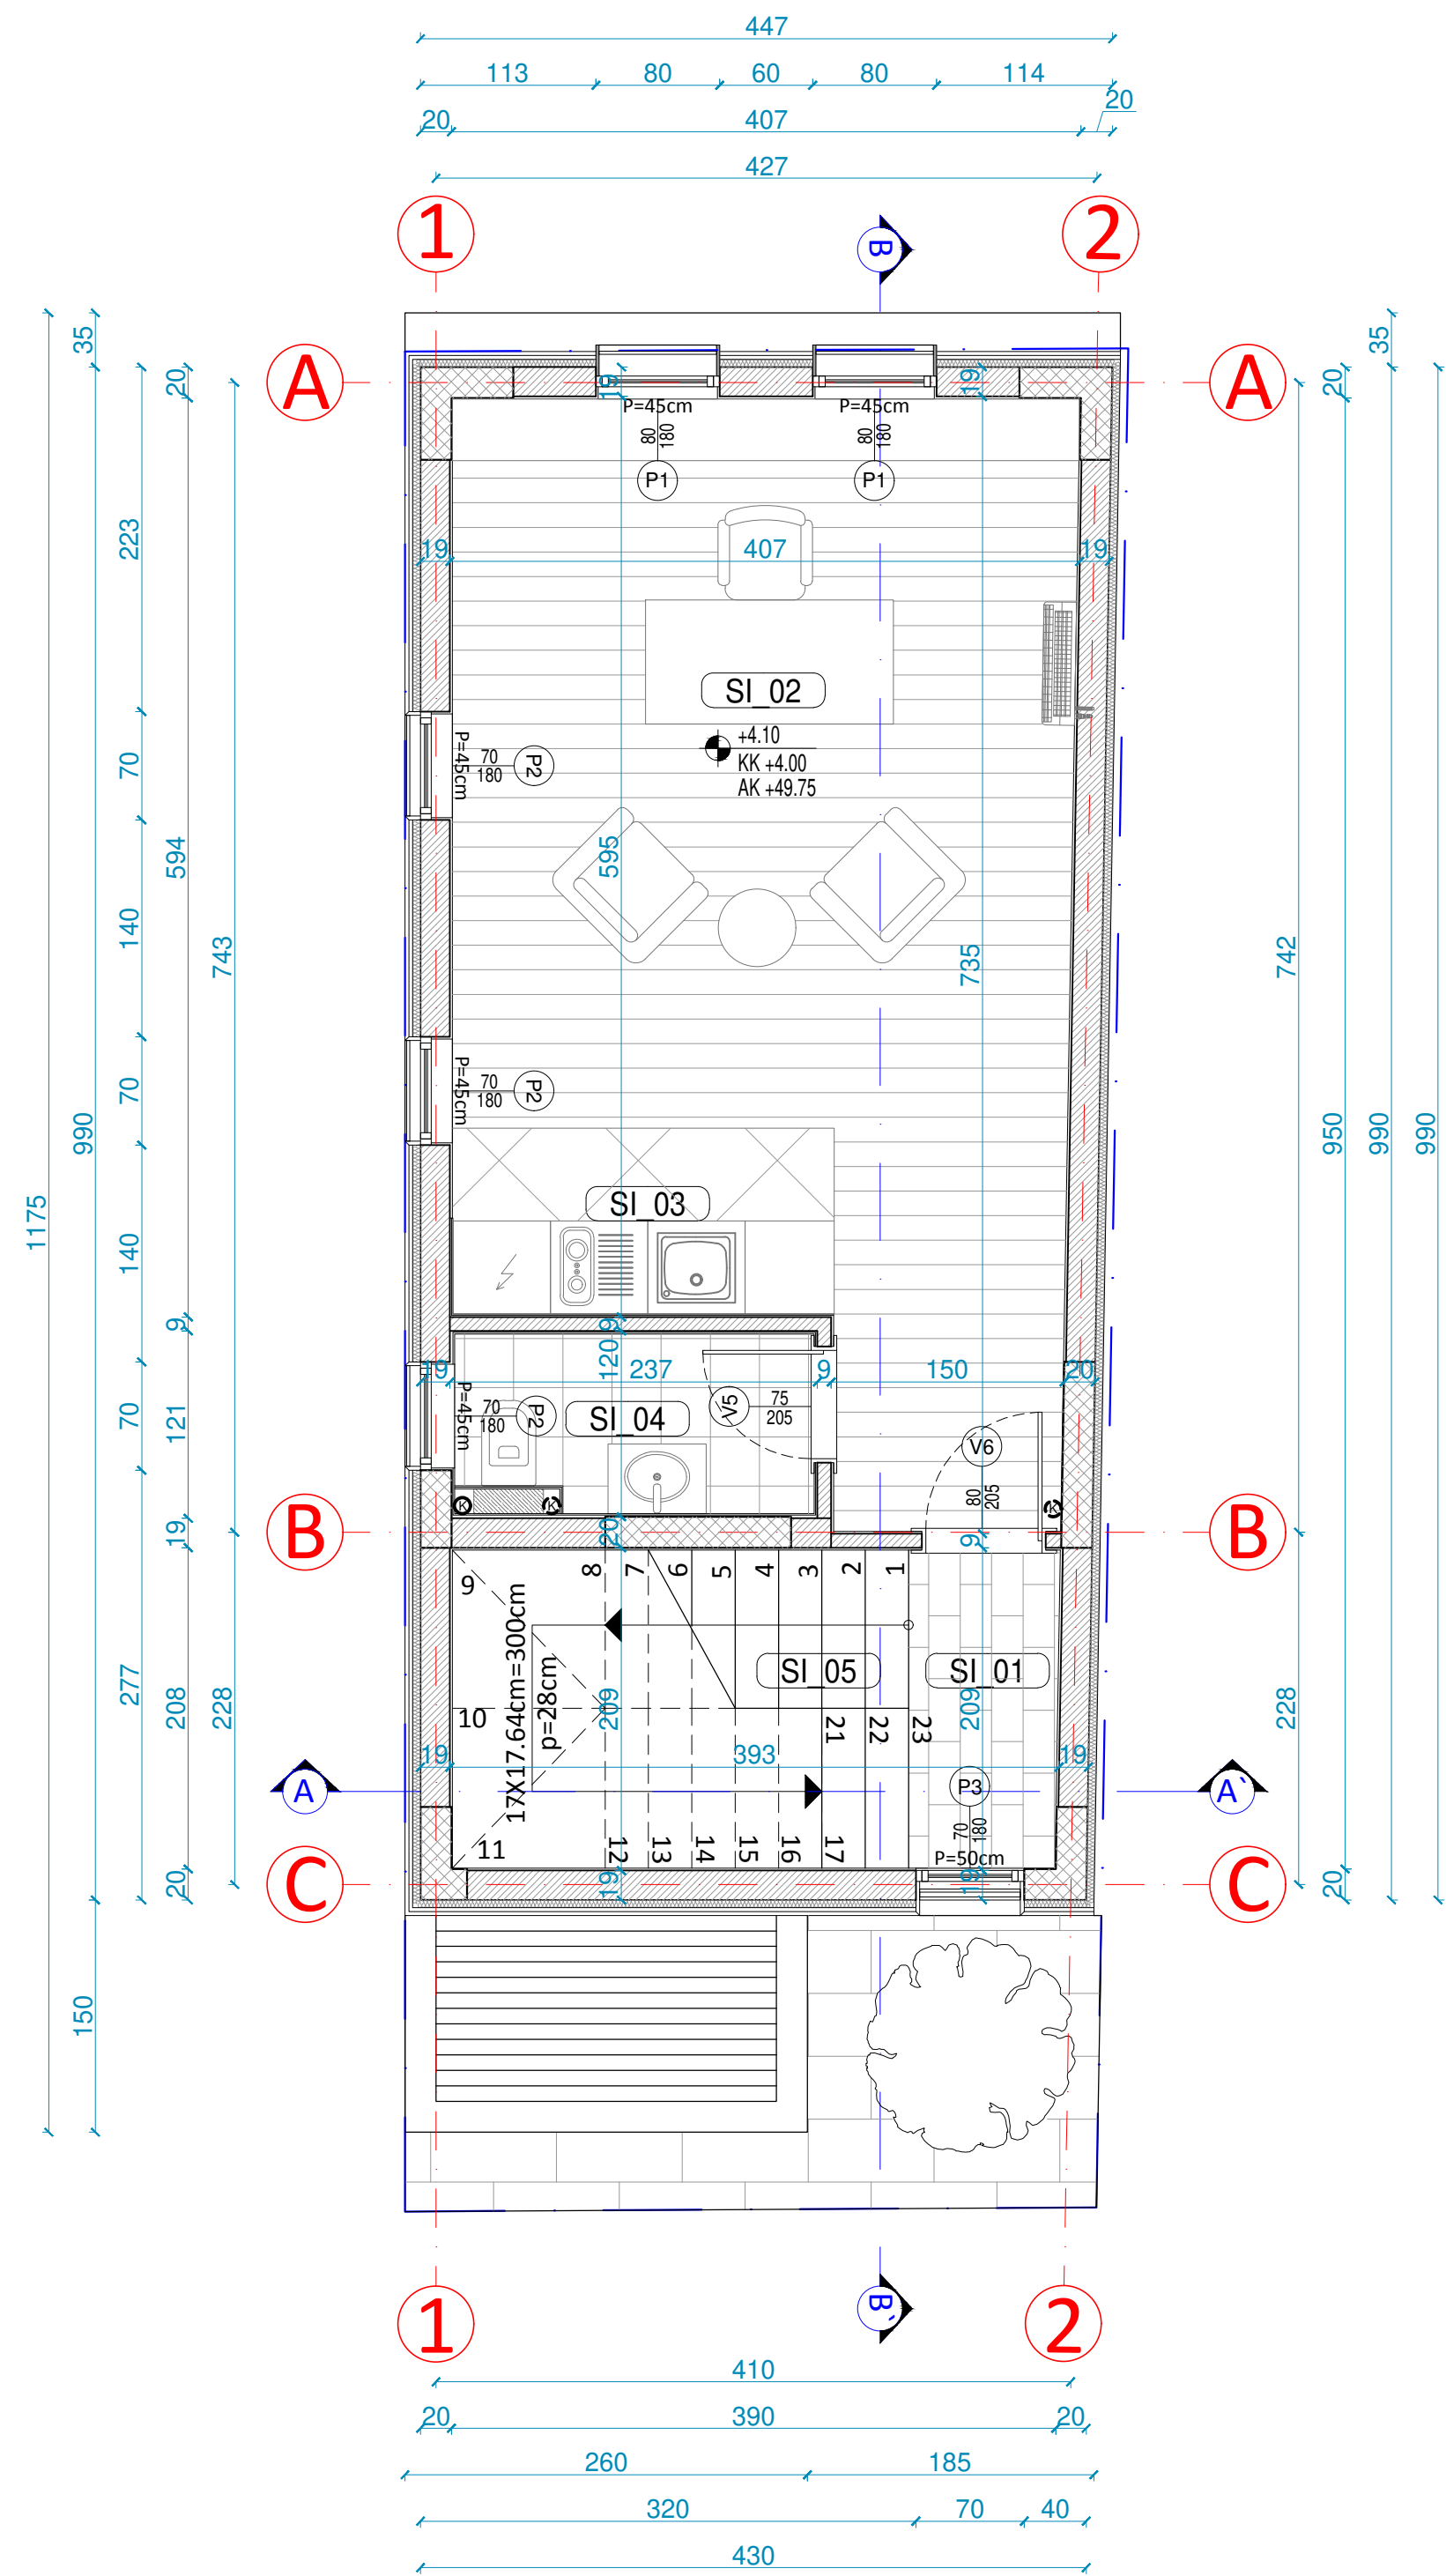 447
113 80 60 80 114
20
20 407
427
1 2
B
35 35
A A
20 20
19 19
P=45cm P=45cm
80 180 80 180
P1 P1
223
19 407 19
SI_02
+4.10
KK +4.00
AK +49.75
70 P=45cm 70 180 P2
594 595
140
743 735 742
70 P=45cm 70 180 P2
990 950 990 990
1175
SI_03
140
9 9
120
19 237 9 150 20
70 121 P=45cm 70 180 P2 SI_04 V5 75 205
V6
80 205
K K K
B B
19 20 9
9 8 7 6 5 4 3 2 1
17X17.64cm=300cm
p=28cm
SI_05 SI_01
277 208 228 209 209 228
10 21 22 23
19 393 19
A P3 A`
70 180
11 12 13 14 15 16 17
P=50cm
C C
20 19 19 20
150
B`
1 2
410
20 390 20
260 185
320 70 40
430